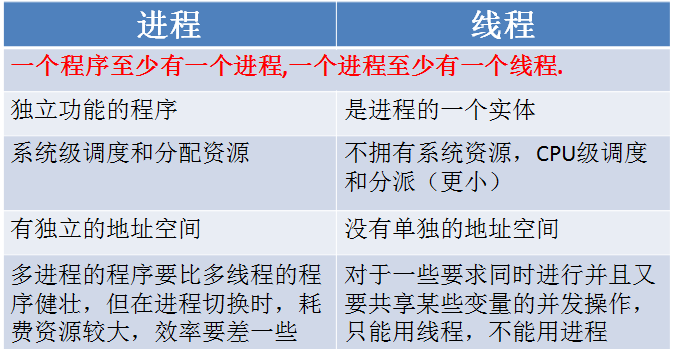 进程
线程
一个程序至少有一个进程,一个进程至少有一个线程.
独立功能的程序
是进程的一个实体
系统级调度和分配资源
不拥有系统资源，CPU级调度
和分派（更小）
有独立的地址空间
没有单独的地址空间
多进程的程序要比多线程的程
序健壮，但在进程切换时，耗
费资源较大，效率要差一些
对于一些要求同时进行并且又
要共享某些变量的并发操作，
只能用线程，不能用进程